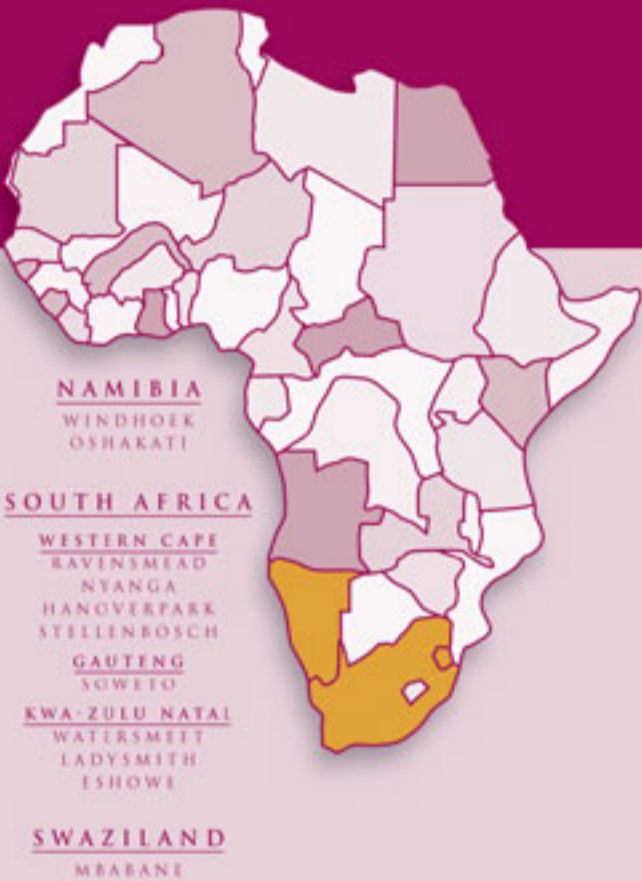 NAMIBIA
WINDHOEK
OSHAKATI
SOUTH AFRICA
WESTERN CAPE
RAVENSMEAD
NYANGA
HANOVERPARK
STELLENBOSCH
GAUTENG
SOWETO
KWA-ZULU NATAL
WATERSMEET
LADYSMITH
ESHOWE
SWAZILAND
MBABANE